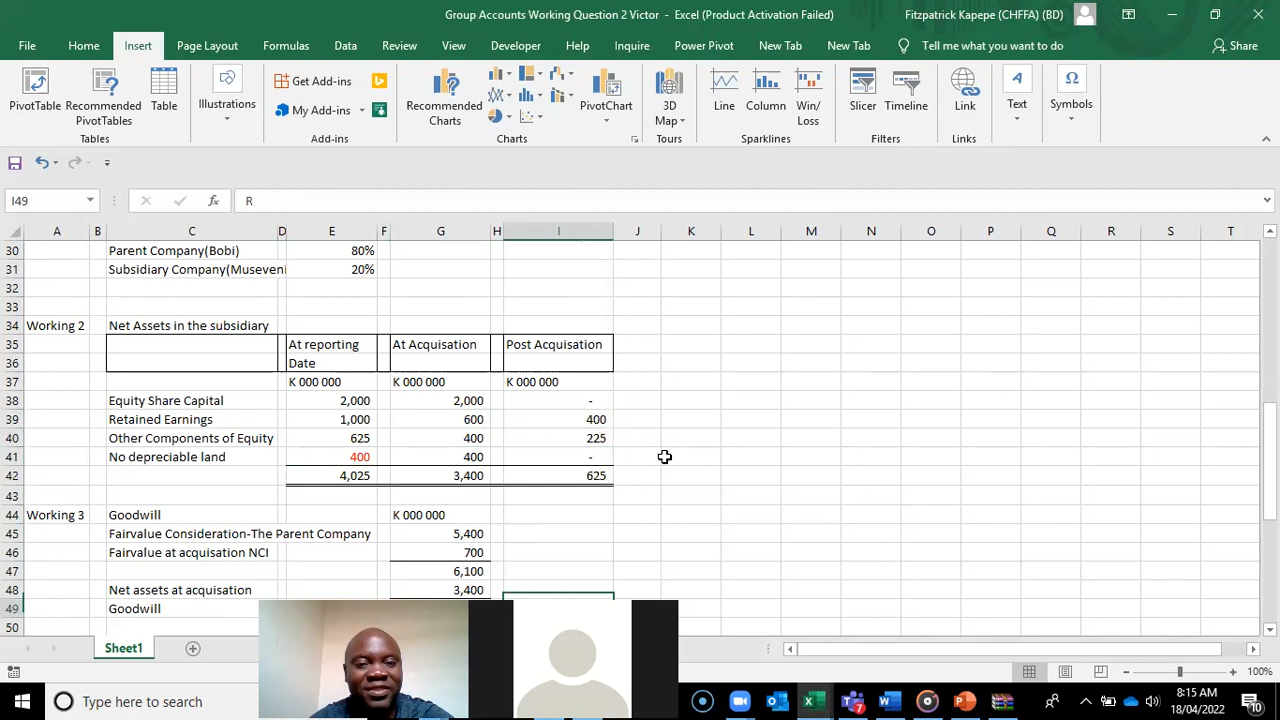 Group Accounts Working Question 2 Victor - Excel (Product Activation Failed)
Fitzpatrick Kapepe (CHFFA) (BD)
File Home Insert Page Layout Formulas Data Review View Developer Help Inquire Power Pivot New Tab New Tab Tell me what you want to do Share
PivotTable Recommended PivotTables Table Illustrations Get Add-ins My Add-ins Recommended Charts PivotChart 3D Map Line Column Win/Loss Slicer Timeline Link Text Symbols
Tables Add-ins Charts Tours Sparklines Filters Links
I49 fx R
A B C D E F G H I J K L M N O P Q R S T
30 Parent Company(Bobi) 80%
31 Subsidiary Company(Museveni 20%
32
33
34 Working 2 Net Assets in the subsidiary
35 At reporting At Acquisation Post Acquisation
36 Date
37 K 000 000 K 000 000 K 000 000
38 Equity Share Capital 2,000 2,000 -
39 Retained Earnings 1,000 600 400
40 Other Components of Equity 625 400 225
41 No depreciable land 400 400 -
42 4,025 3,400 625
43
44 Working 3 Goodwill K 000 000
45 Fairvalue Consideration-The Parent Company 5,400
46 Fairvalue at acquisation NCI 700
47 6,100
48 Net assets at acquisation 3,400
49 Goodwill
50
Sheet1
100%
Type here to search
7
8:15 AM
18/04/2022
10